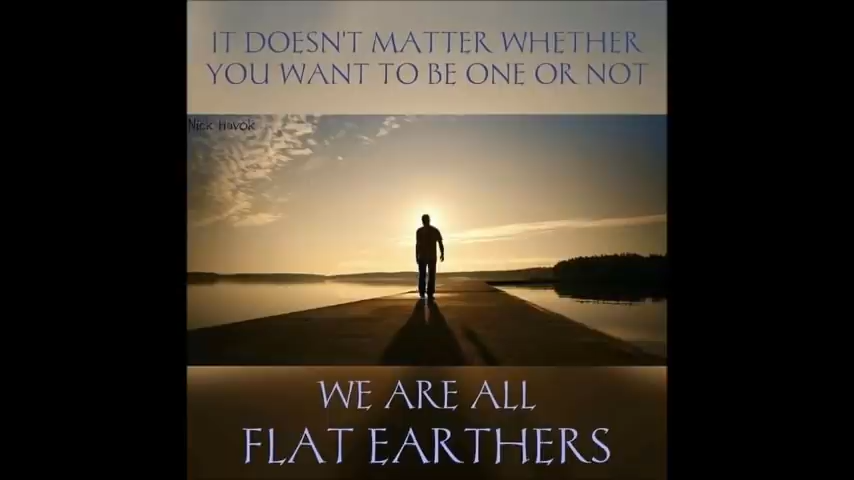 IT DOESN'T MATTER WHETHER
YOU WANT TO BE ONE OR NOT
Nick Havok
WE ARE ALL
FLAT EARTHERS